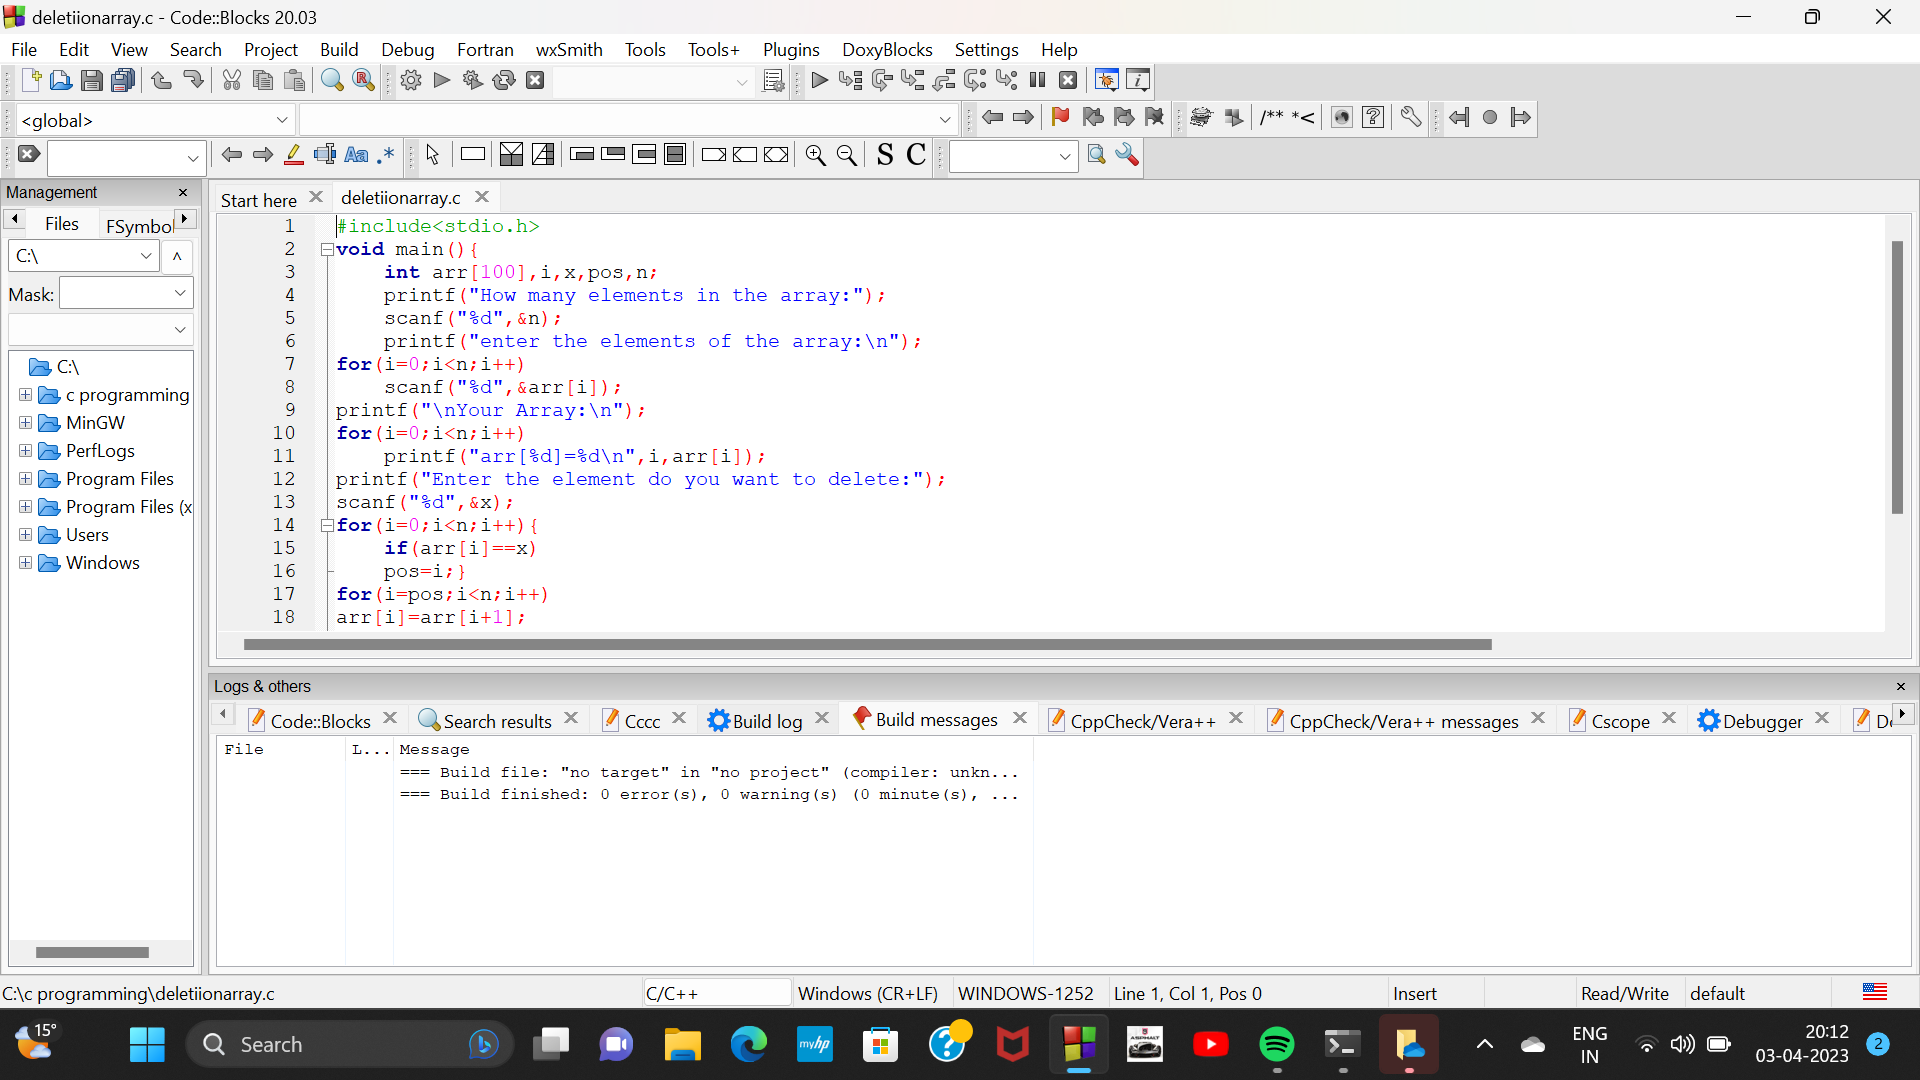 deletiionarray.c - Code::Blocks 20.03
File Edit View Search Project Build Debug Fortran wxSmith Tools Tools+ Plugins DoxyBlocks Settings Help
<global>
/** *<
Aa .* S C
Management
Files FSymbol
C:\
Mask:
C:\
c programming
MinGW
PerfLogs
Program Files
Program Files (x
Users
Windows
Start here deletiionarray.c
1 #include<stdio.h>
2 void main(){
3 int arr[100],i,x,pos,n;
4 printf("How many elements in the array:");
5 scanf("%d",&n);
6 printf("enter the elements of the array:\n");
7 for(i=0;i<n;i++)
8 scanf("%d",&arr[i]);
9 printf("\nYour Array:\n");
10 for(i=0;i<n;i++)
11 printf("arr[%d]=%d\n",i,arr[i]);
12 printf("Enter the element do you want to delete:");
13 scanf("%d",&x);
14 for(i=0;i<n;i++){
15 if(arr[i]==x)
16 pos=i;}
17 for(i=pos;i<n;i++)
18 arr[i]=arr[i+1];
Logs & others
Code::Blocks Search results Cccc Build log Build messages CppCheck/Vera++ CppCheck/Vera++ messages Cscope Debugger
File L... Message
=== Build file: "no target" in "no project" (compiler: unkn...
=== Build finished: 0 error(s), 0 warning(s) (0 minute(s), ...
C:\c programming\deletiionarray.c C/C++ Windows (CR+LF) WINDOWS-1252 Line 1, Col 1, Pos 0 Insert Read/Write default
15° Search myhp ASPHALT ENG 20:12
IN 03-04-2023 2